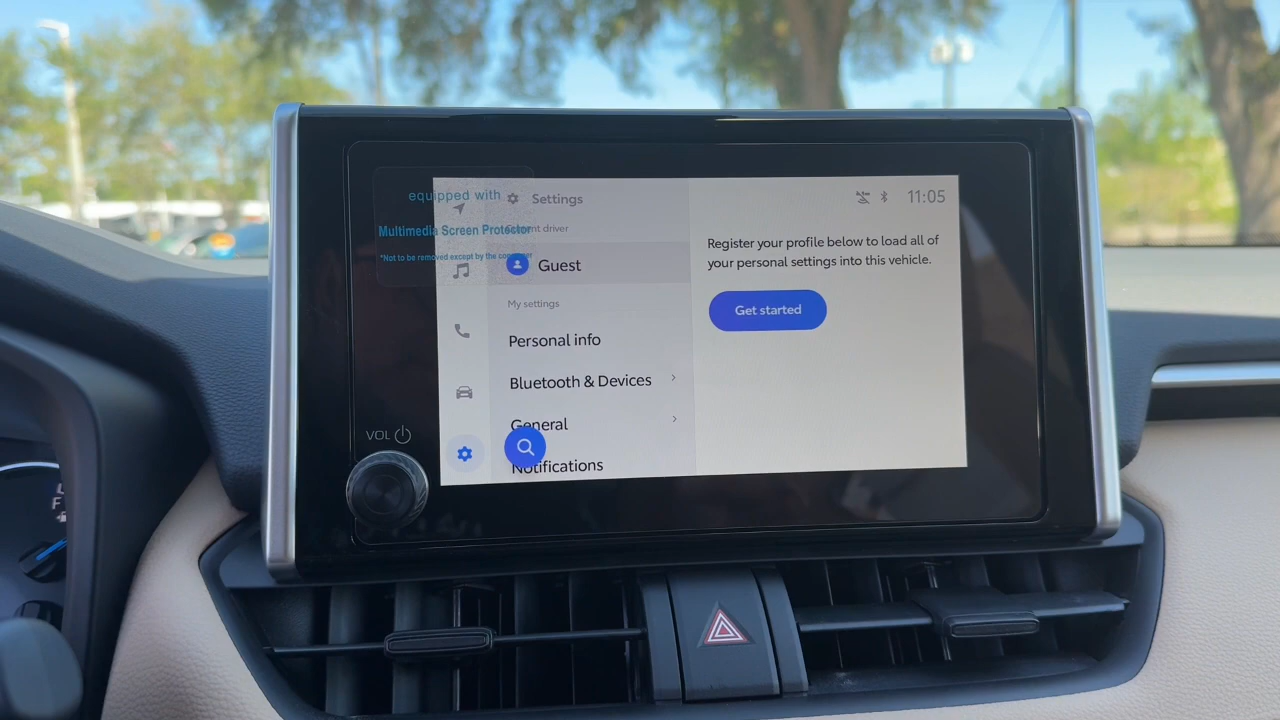 equipped with
Multimedia Screen Protector
*Not to be removed except by the
Settings
11:05
driver
Guest
My settings
Personal info
Bluetooth & Devices
General
Notifications
Register your profile below to load all of
your personal settings into this vehicle.
Get started
VOL
F